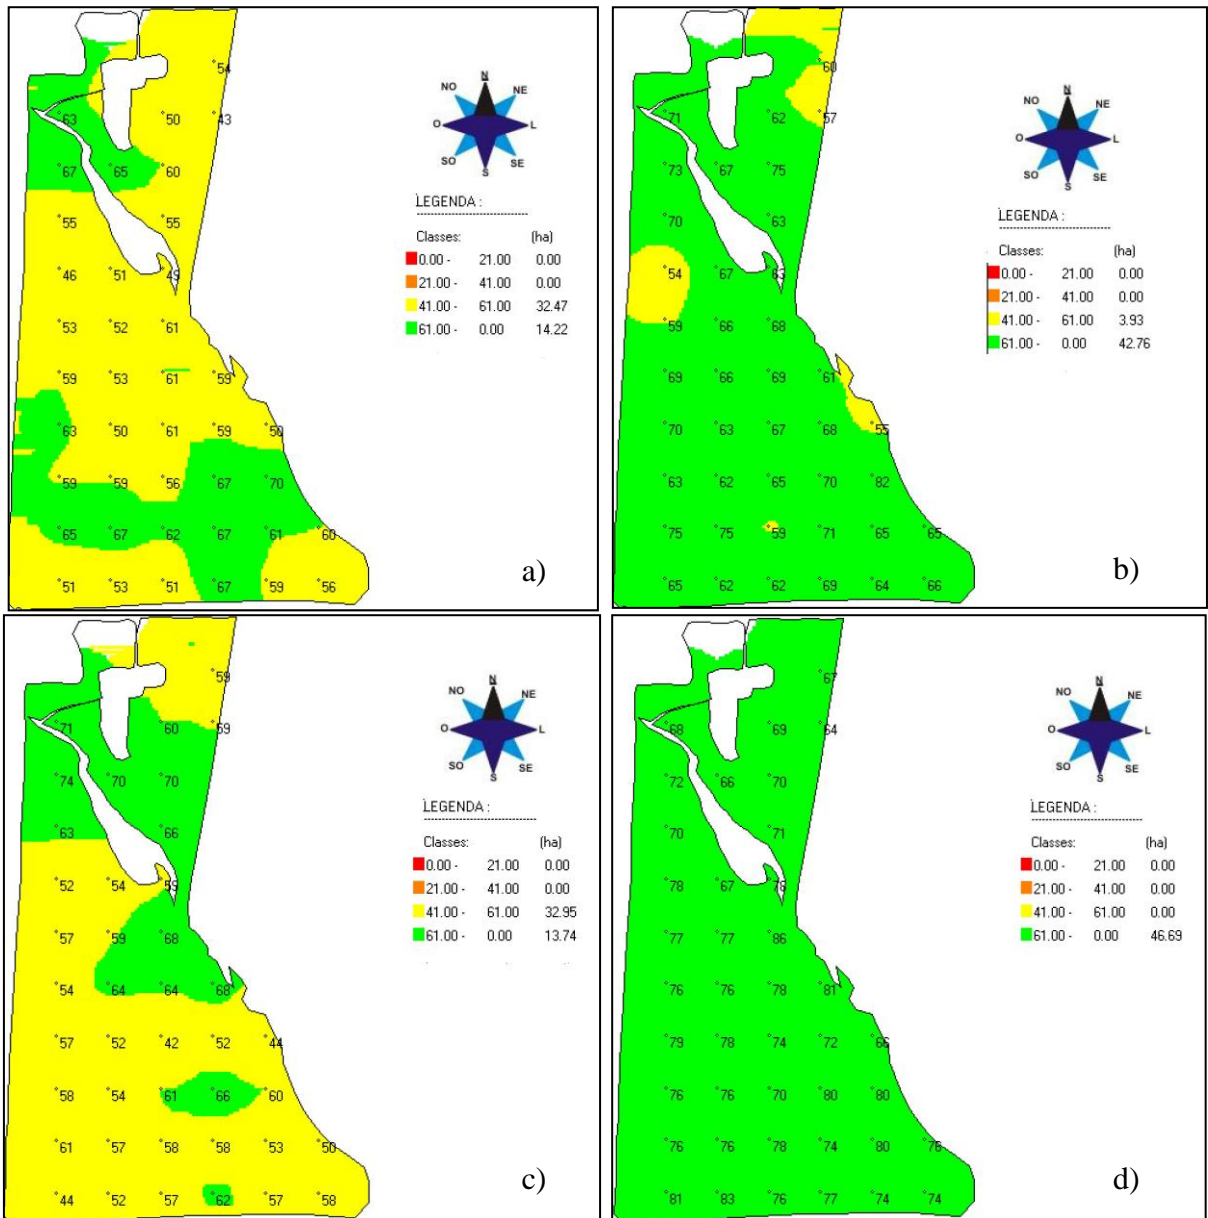 54
63 50 43
67 65 60
55 55
46 51 49
53 52 61
59 53 61 59
63 50 61 59 50
59 59 56 67 70
65 67 62 67 61 60
51 53 51 67 59 56
N
NO NE
O L
SO SE
S
LEGENDA :
Classes: (ha)
0.00 - 21.00 0.00
21.00 - 41.00 0.00
41.00 - 61.00 32.47
61.00 - 0.00 14.22
a)
60
71 62 57
73 67 75
70 63
54 67 63
59 66 68
69 66 69 61
70 63 67 68 55
63 62 65 70 82
75 75 59 71 65 65
65 62 62 69 64 66
N
NO NE
O L
SO SE
S
LEGENDA :
Classes: (ha)
0.00 - 21.00 0.00
21.00 - 41.00 0.00
41.00 - 61.00 3.93
61.00 - 0.00 42.76
b)
59
71 60 59
74 70 70
63 66
52 54 59
57 59 68
54 64 64 68
57 52 42 52 44
58 54 61 66 60
61 57 58 58 53 50
44 52 57 62 57 58
N
NO NE
O L
SO SE
S
LEGENDA :
Classes: (ha)
0.00 - 21.00 0.00
21.00 - 41.00 0.00
41.00 - 61.00 32.95
61.00 - 0.00 13.74
c)
67
68 69 64
72 66 70
70 71
78 67 78
77 77 86
76 76 78 81
79 78 74 72 66
76 76 70 80 80
76 76 78 74 80 78
81 83 76 77 74 74
N
NO NE
O L
SO SE
S
LEGENDA :
Classes: (ha)
0.00 - 21.00 0.00
21.00 - 41.00 0.00
41.00 - 61.00 0.00
61.00 - 0.00 46.69
d)